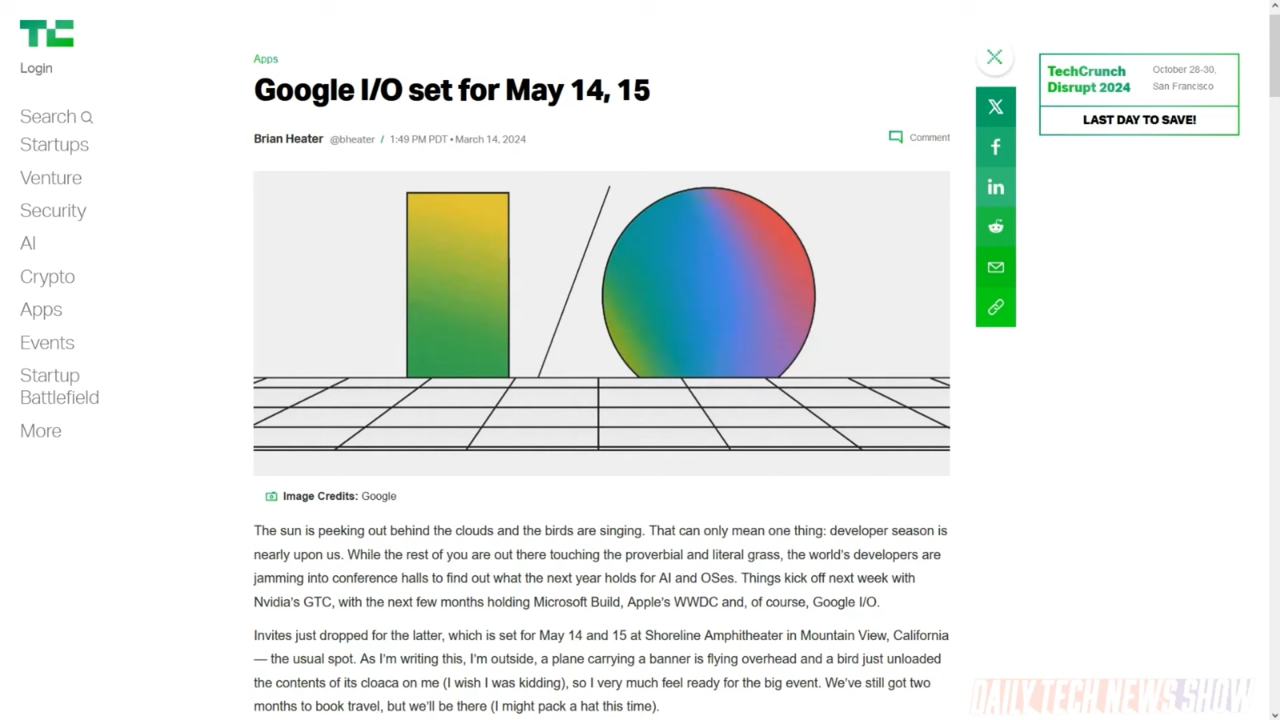 TC
Login
Search
Startups
Venture
Security
AI
Crypto
Apps
Events
Startup
Battlefield
More
Apps
Google I/O set for May 14, 15
Brian Heater @bheater / 1:49 PM PDT • March 14, 2024
Comment
Image Credits: Google
The sun is peeking out behind the clouds and the birds are singing. That can only mean one thing: developer season is
nearly upon us. While the rest of you are out there touching the proverbial and literal grass, the world's developers are
jamming into conference halls to find out what the next year holds for AI and OSes. Things kick off next week with
Nvidia's GTC, with the next few months holding Microsoft Build, Apple's WWDC and, of course, Google I/O.
Invites just dropped for the latter, which is set for May 14 and 15 at Shoreline Amphitheater in Mountain View, California
— the usual spot. As I'm writing this, I'm outside, a plane carrying a banner is flying overhead and a bird just unloaded
the contents of its cloaca on me (I wish I was kidding), so I very much feel ready for the big event. We've still got two
months to book travel, but we'll be there (I might pack a hat this time).
X
f
in
TechCrunch
Disrupt 2024
October 28-30,
San Francisco
LAST DAY TO SAVE!
DAILY TECH NEWS SHOW